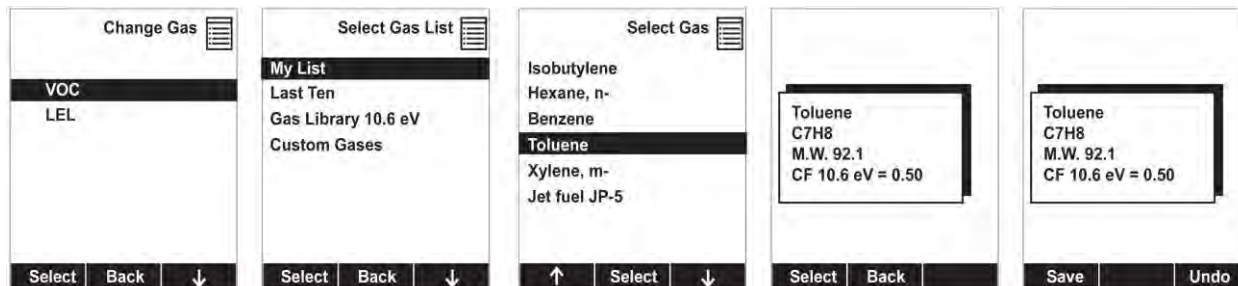 Change Gas
VOC
LEL
Select Back ↓
Select Gas List
My List
Last Ten
Gas Library 10.6 eV
Custom Gases
Select Back ↓
Select Gas
Isobutylene
Hexane, n-
Benzene
Toluene
Xylene, m-
Jet fuel JP-5
↑ Select ↓
Toluene
C7H8
M.W. 92.1
CF 10.6 eV = 0.50
Select Back
Toluene
C7H8
M.W. 92.1
CF 10.6 eV = 0.50
Save Undo